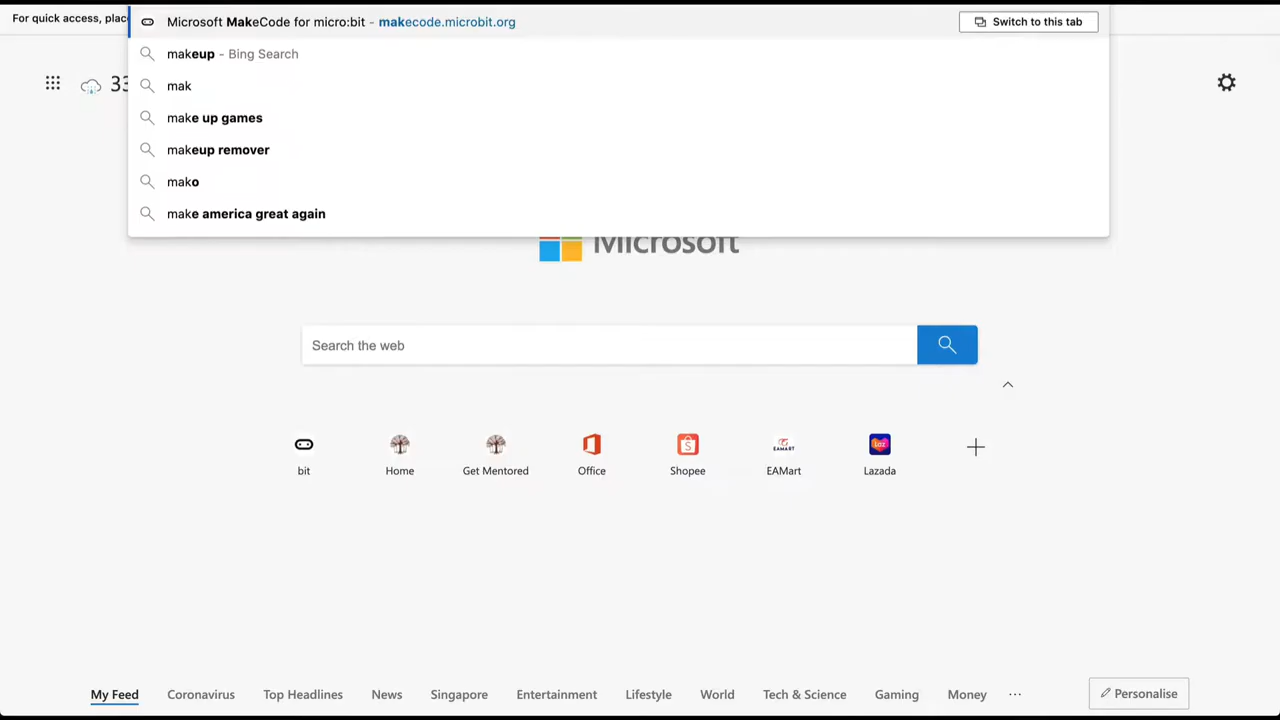 For quick access, plac
Microsoft MakeCode for micro:bit - makecode.microbit.org
Switch to this tab
makeup - Bing Search
mak
make up games
makeup remover
mako
make america great again
33
Microsoft
Search the web
bit
Home
Get Mentored
Office
Shopee
EAMart
Lazada
My Feed
Coronavirus
Top Headlines
News
Singapore
Entertainment
Lifestyle
World
Tech & Science
Gaming
Money
...
Personalise